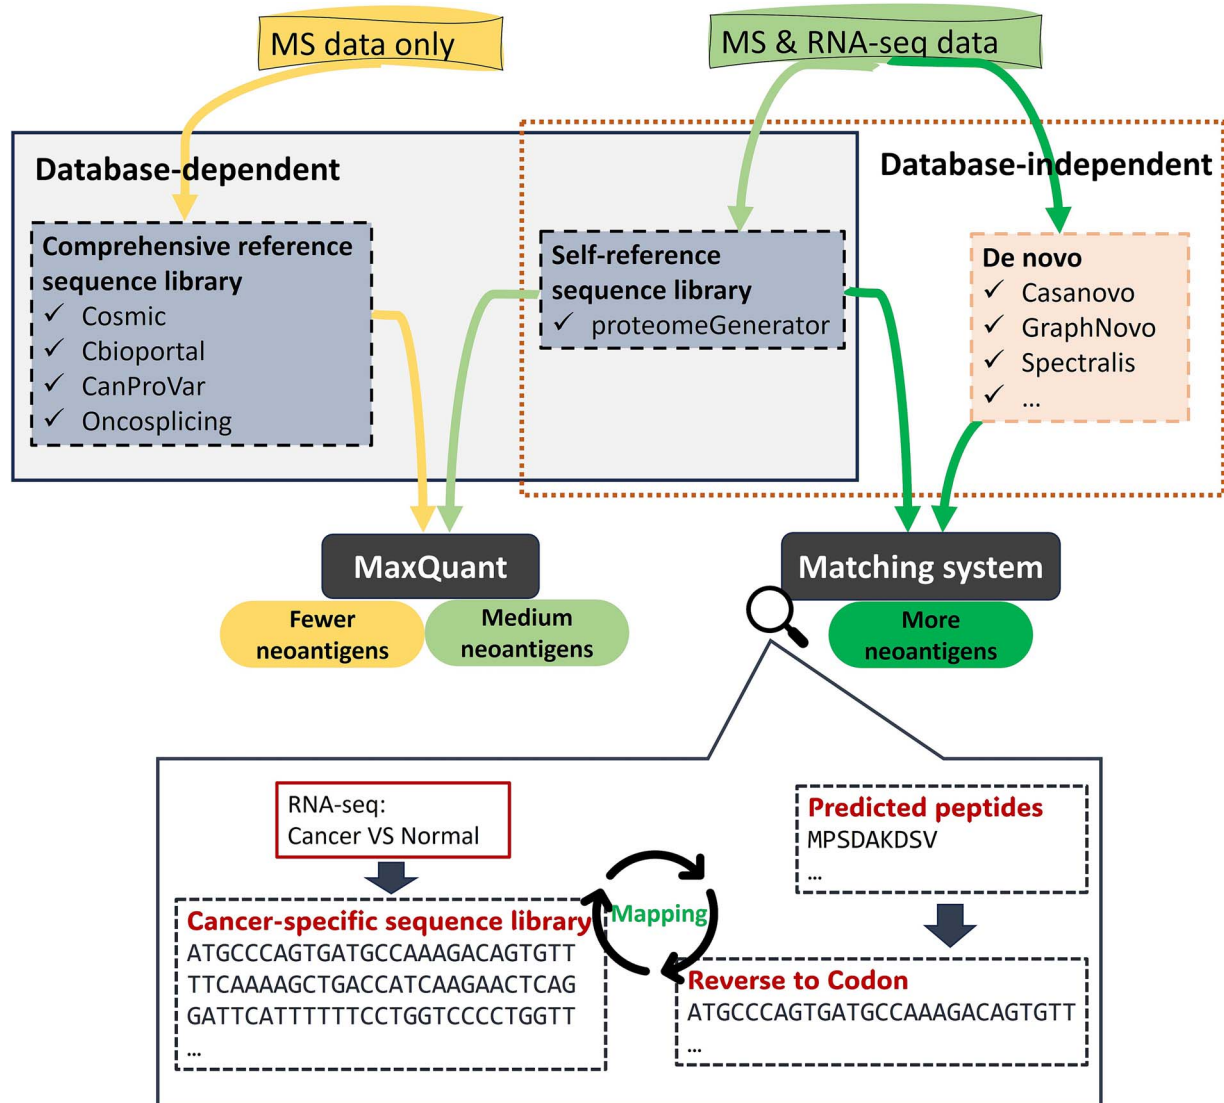 MS data only
MS & RNA-seq data
Database-dependent
Database-independent
Comprehensive reference
sequence library
✓ Cosmic
✓ Cbioportal
✓ CanProVar
✓ Oncosplicing
Self-reference
sequence library
✓ proteomeGenerator
De novo
✓ Casanovo
✓ GraphNovo
✓ Spectralis
✓ ...
MaxQuant
Matching system
Fewer
neoantigens
Medium
neoantigens
More
neoantigens
RNA-seq:
Cancer VS Normal
Predicted peptides
MPSDAKDSV
...
Mapping
Cancer-specific sequence library
ATGCCCAGTGATGCCAAAGACAGTGTT
TTCAAAAGCTGACCATCAAGAACTCAG
GATTCATTTTTTCCTGGTCCCCTGGTT
...
Reverse to Codon
ATGCCCAGTGATGCCAAAGACAGTGTT
...